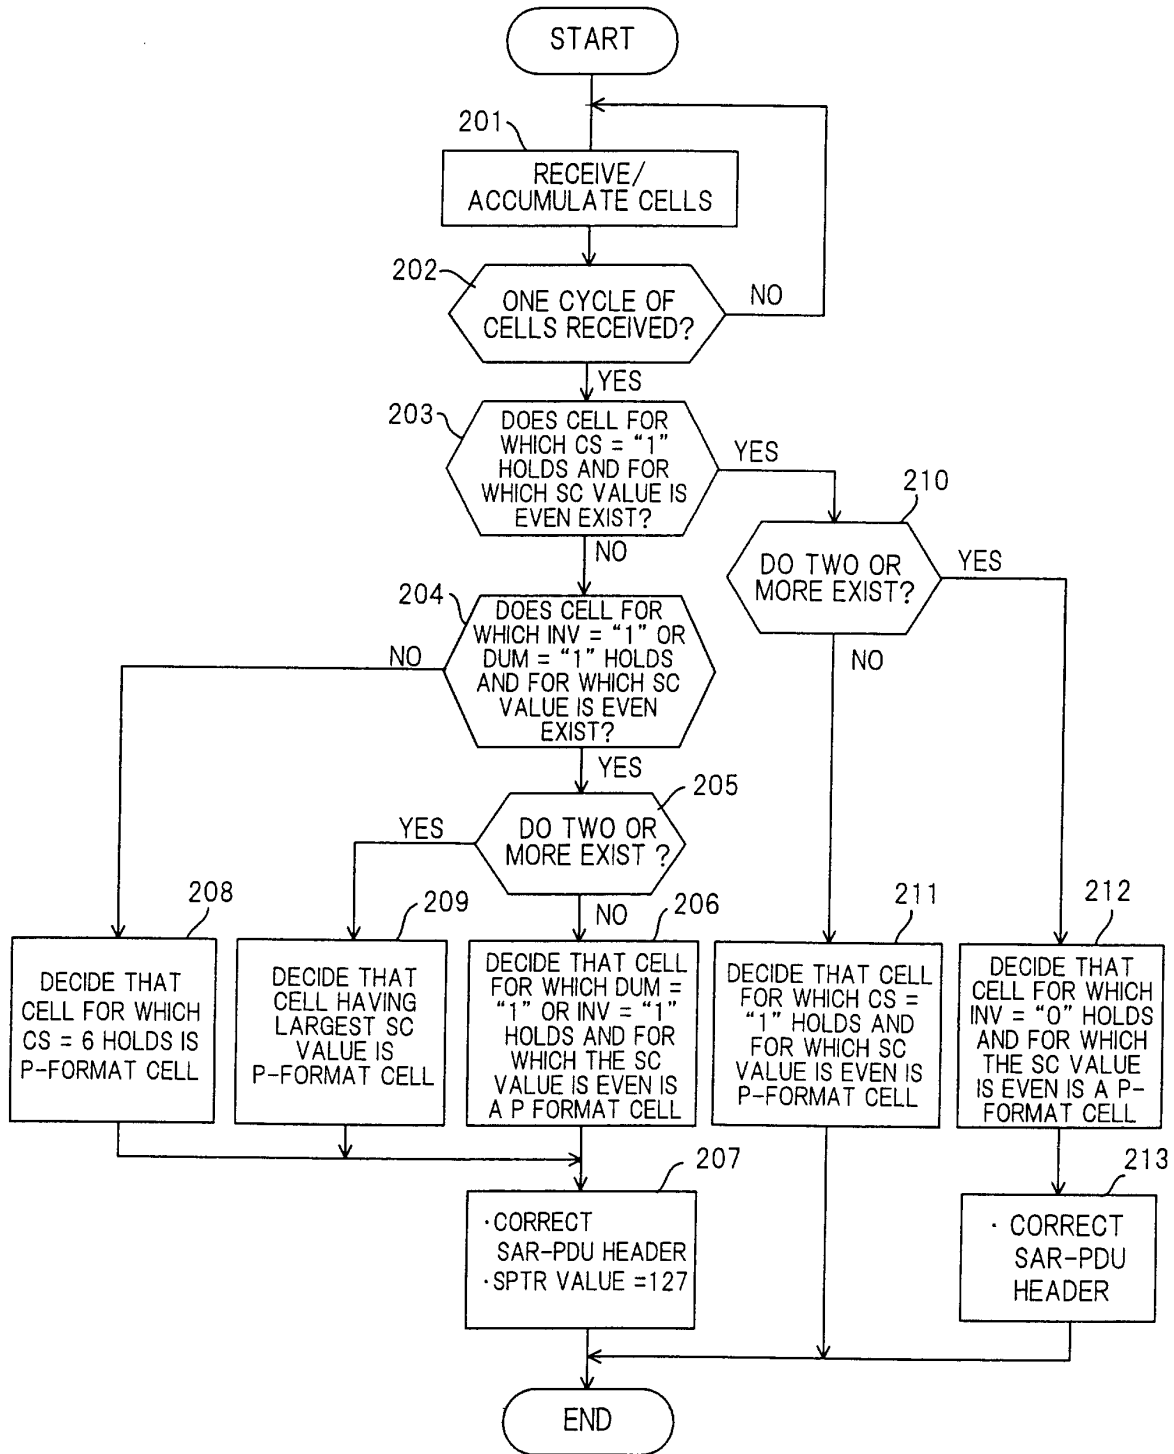 START
201
RECEIVE/
ACCUMULATE CELLS
202
ONE CYCLE OF
CELLS RECEIVED?
NO
YES
203
DOES CELL FOR
WHICH CS = “1”
HOLDS AND FOR
WHICH SC VALUE IS
EVEN EXIST?
YES
NO
210
DO TWO OR
MORE EXIST?
YES
NO
204
DOES CELL FOR
WHICH INV = “1” OR
DUM = “1” HOLDS
AND FOR WHICH SC
VALUE IS EVEN
EXIST?
NO
YES
205
DO TWO OR
MORE EXIST ?
YES
NO
208
DECIDE THAT
CELL FOR WHICH
CS = 6 HOLDS IS
P-FORMAT CELL
209
DECIDE THAT
CELL HAVING
LARGEST SC
VALUE IS
P-FORMAT CELL
206
DECIDE THAT CELL
FOR WHICH DUM =
“1” OR INV = “1”
HOLDS AND FOR
WHICH THE SC
VALUE IS EVEN IS
A P FORMAT CELL
211
DECIDE THAT CELL
FOR WHICH CS =
“1” HOLDS AND
FOR WHICH SC
VALUE IS EVEN IS
P-FORMAT CELL
212
DECIDE THAT
CELL FOR WHICH
INV = “0” HOLDS
AND FOR WHICH
THE SC VALUE
IS EVEN IS A P-
FORMAT CELL
207
·CORRECT
SAR-PDU HEADER
·SPTR VALUE =127
213
· CORRECT
SAR-PDU
HEADER
END